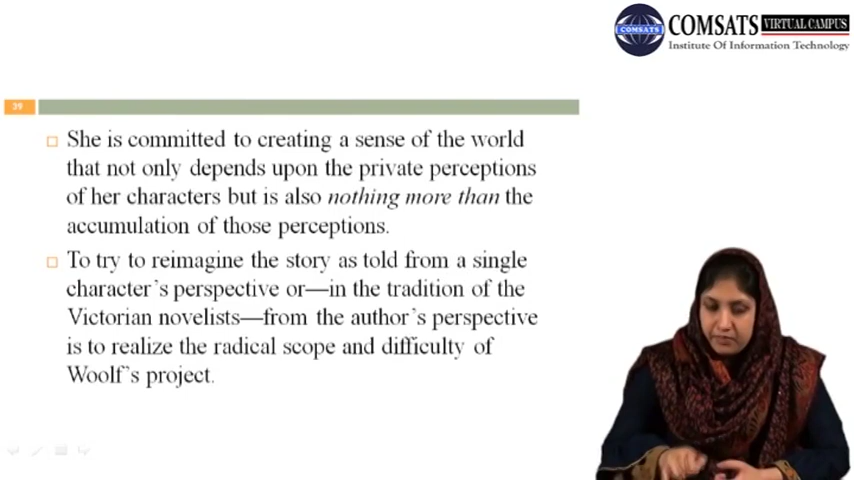 COMSATS
COMSATS VIRTUAL CAMPUS
Institute Of Information Technology
39
She is committed to creating a sense of the world
that not only depends upon the private perceptions
of her characters but is also nothing more than the
accumulation of those perceptions.
To try to reimagine the story as told from a single
character's perspective or—in the tradition of the
Victorian novelists—from the author's perspective
is to realize the radical scope and difficulty of
Woolf's project.